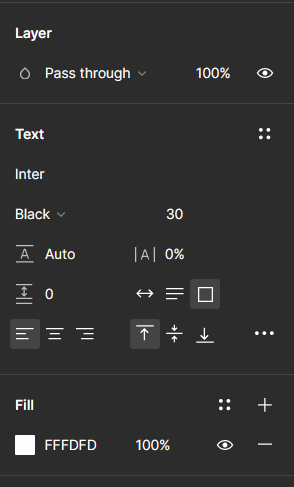 Layer
Pass through 100%
Text
Inter
Black 30
A Auto |A| 0%
0
Fill
FFFDFD 100%